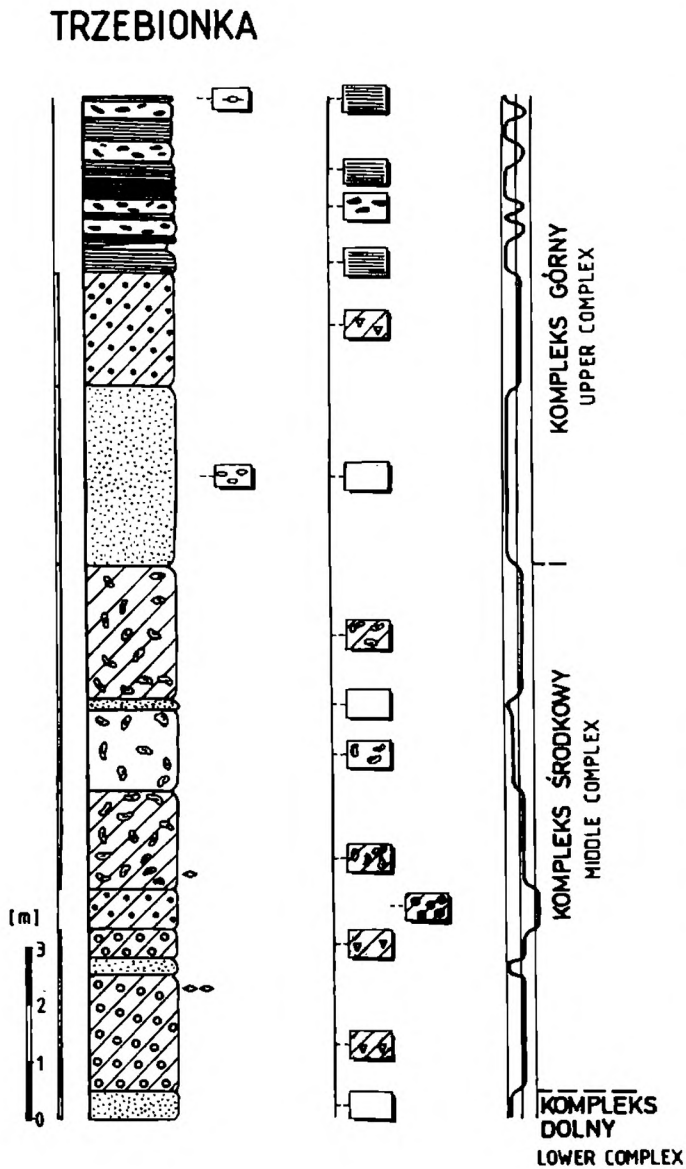 TRZEBIONKA
KOMPLEKS GÓRNY
UPPER COMPLEX
KOMPLEKS ŚRODKOWY
MIDDLE COMPLEX
[m]
3
2
1
0
KOMPLEKS
DOLNY
LOWER COMPLEX